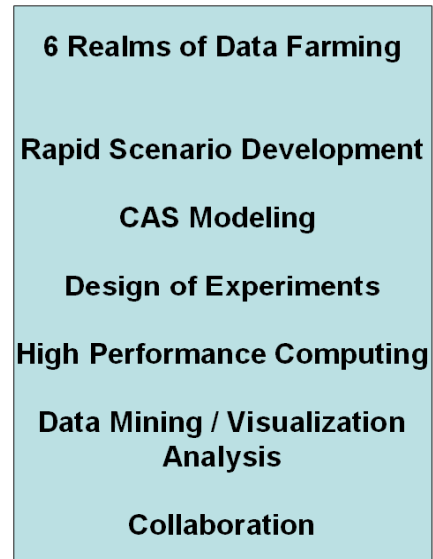 6 Realms of Data Farming
Rapid Scenario Development
CAS Modeling
Design of Experiments
High Performance Computing
Data Mining / Visualization
Analysis
Collaboration